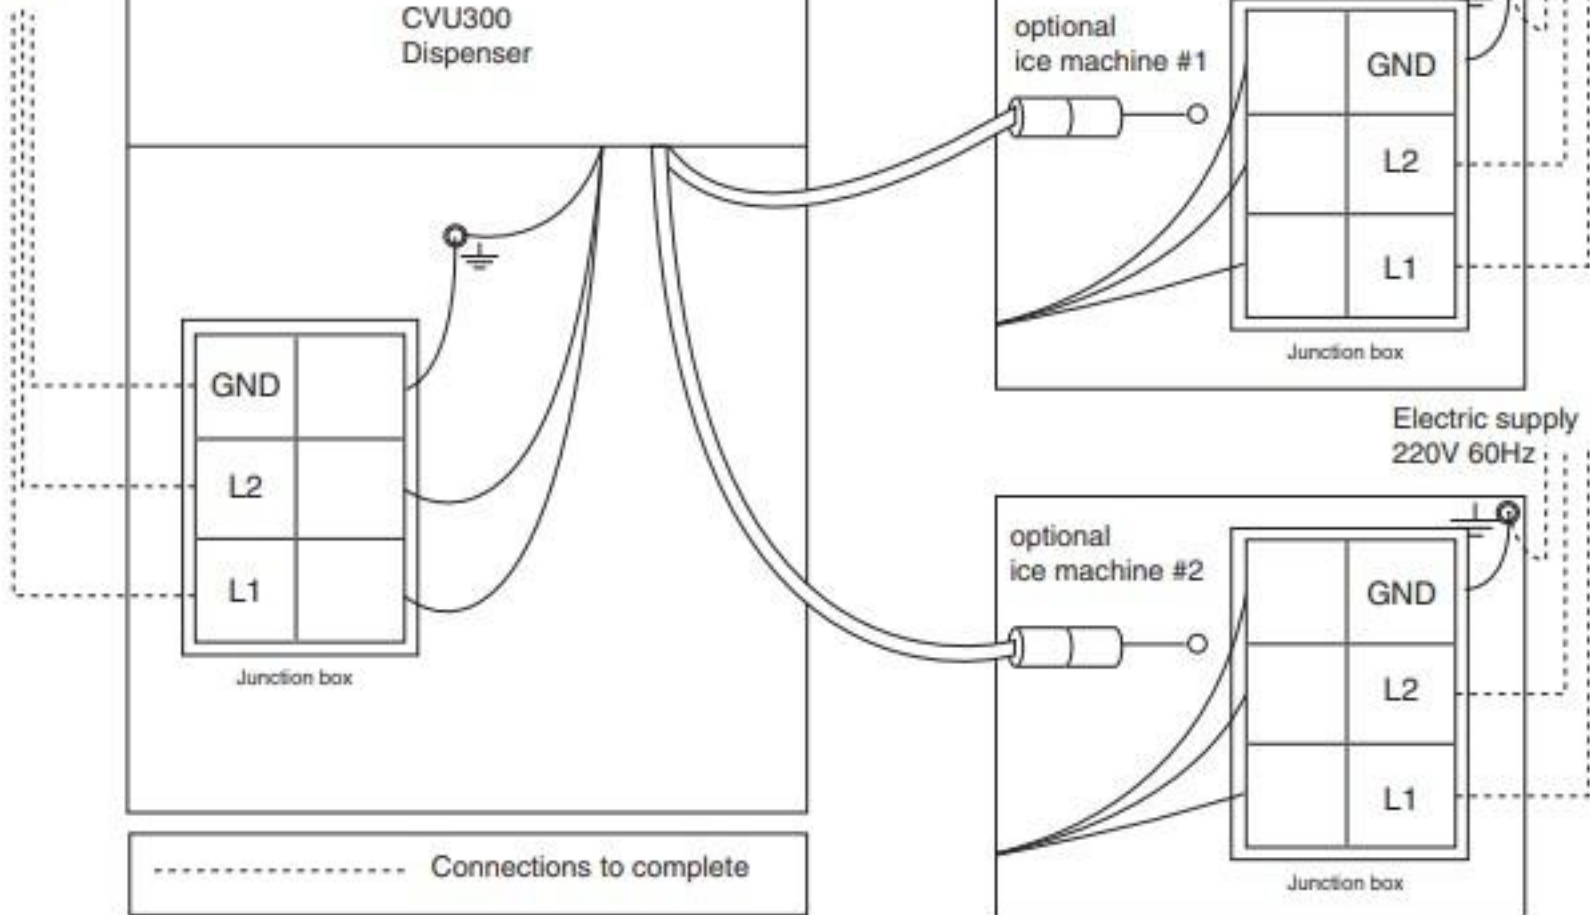 CVU300
Dispenser
optional
ice machine #1
GND
L2
L1
Junction box
GND
L2
L1
Junction box
Electric supply
220V 60Hz
optional
ice machine #2
GND
L2
L1
Junction box
Connections to complete